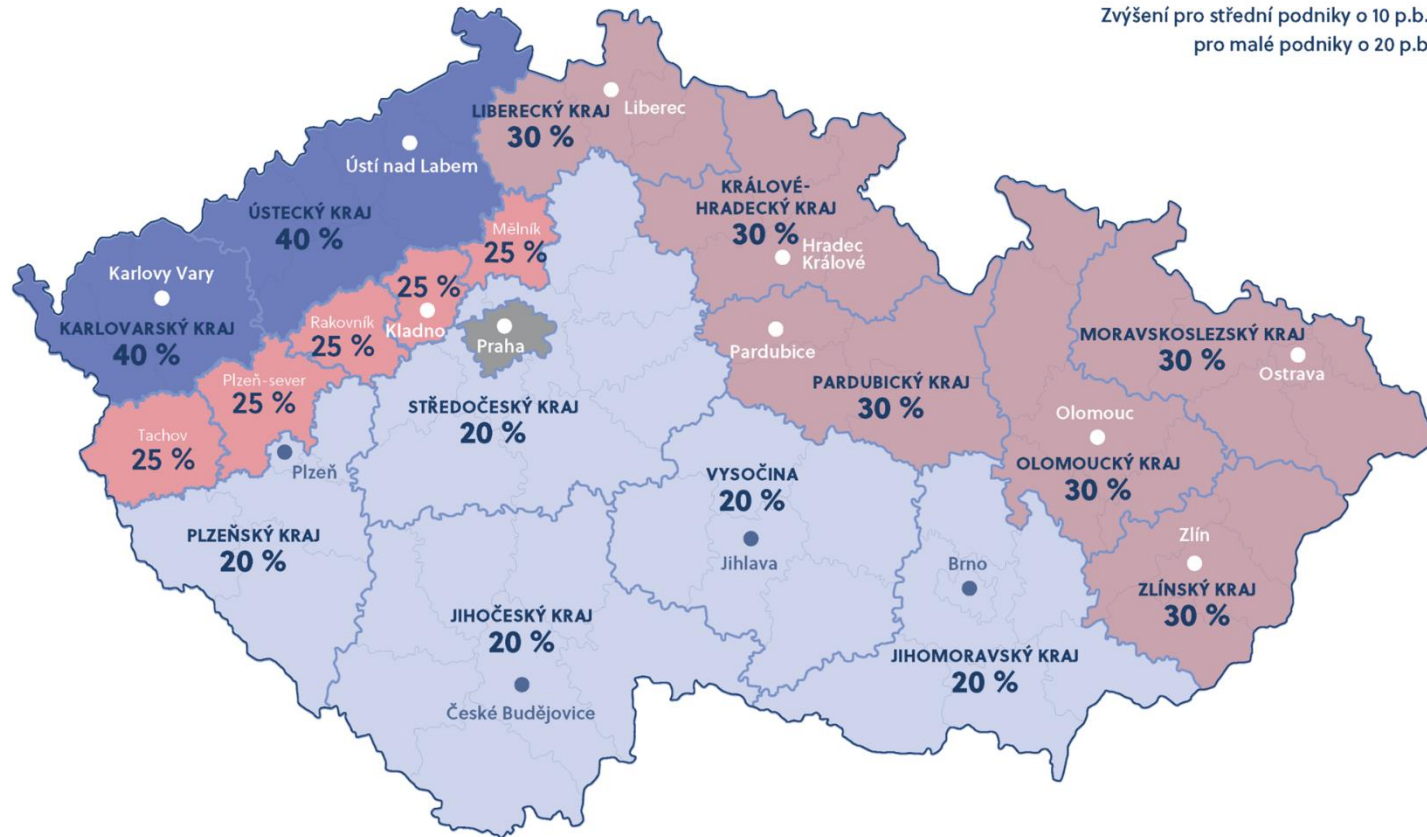 Zvýšení pro střední podniky o 10 p.b.
pro malé podniky o 20 p.b
LIBERECKÝ KRAJ
30 %
Liberec
Ústí nad Labem
ÚSTECKÝ KRAJ
40 %
KRÁLOVÉ-
HRADECKÝ KRAJ
30 %
Hradec
Králové
Mělník
25 %
Karlovy Vary
KARLOVARSKÝ KRAJ
40 %
25 %
Kladno
Rakovník
25 %
Praha
Pardubice
PARDUBICKÝ KRAJ
30 %
MORAVSKOSLEZSKÝ KRAJ
30 %
Ostrava
Plzeň-sever
25 %
Tachov
25 %
Plzeň
STŘEDOČESKÝ KRAJ
20 %
Olomouc
OLOMOUCKÝ KRAJ
30 %
VYSOČINA
20 %
Jihlava
PLZEŇSKÝ KRAJ
20 %
Brno
Zlín
ZLÍNSKÝ KRAJ
30 %
JIHOČESKÝ KRAJ
20 %
České Budějovice
JIHOMORAVSKÝ KRAJ
20 %